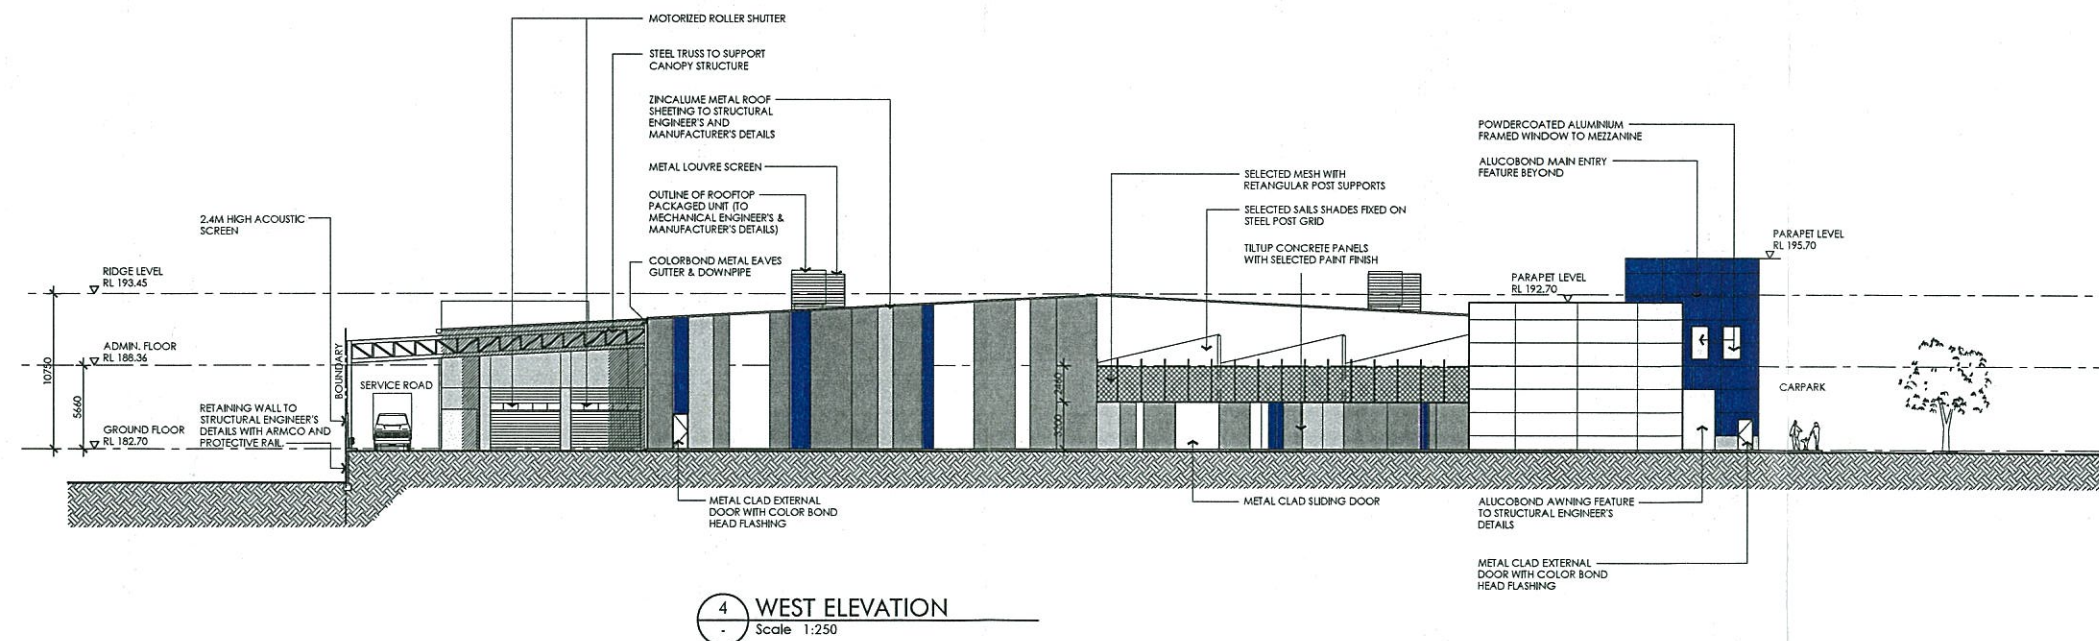 MOTORIZED ROLLER SHUTTER
STEEL TRUSS TO SUPPORT
CANOPY STRUCTURE
ZINCALUME METAL ROOF
SHEETING TO STRUCTURAL
ENGINEER'S AND
MANUFACTURER'S DETAILS
METAL LOUVRE SCREEN
OUTLINE OF ROOFTOP
PACKAGED UNIT (TO
MECHANICAL ENGINEER'S &
MANUFACTURER'S DETAILS)
COLORBOND METAL EAVES
GUTTER & DOWNPIPE
2.4M HIGH ACOUSTIC
SCREEN
RIDGE LEVEL
RL 193.45
ADMIN. FLOOR
RL 188.36
GROUND FLOOR
RL 182.70
10750
5660
BOUNDARY
SERVICE ROAD
RETAINING WALL TO
STRUCTURAL ENGINEER'S
DETAILS WITH ARMCO AND
PROTECTIVE RAIL.
SELECTED MESH WITH
RETANGULAR POST SUPPORTS
SELECTED SAILS SHADES FIXED ON
STEEL POST GRID
TILTUP CONCRETE PANELS
WITH SELECTED PAINT FINISH
2460
3200
POWDERCOATED ALUMINIUM
FRAMED WINDOW TO MEZZANINE
ALUCOBOND MAIN ENTRY
FEATURE BEYOND
PARAPET LEVEL
RL 195.70
PARAPET LEVEL
RL 192.70
CARPARK
METAL CLAD EXTERNAL
DOOR WITH COLOR BOND
HEAD FLASHING
METAL CLAD SLIDING DOOR
ALUCOBOND AWNING FEATURE
TO STRUCTURAL ENGINEER'S
DETAILS
METAL CLAD EXTERNAL
DOOR WITH COLOR BOND
HEAD FLASHING
4
-
WEST ELEVATION
Scale 1:250